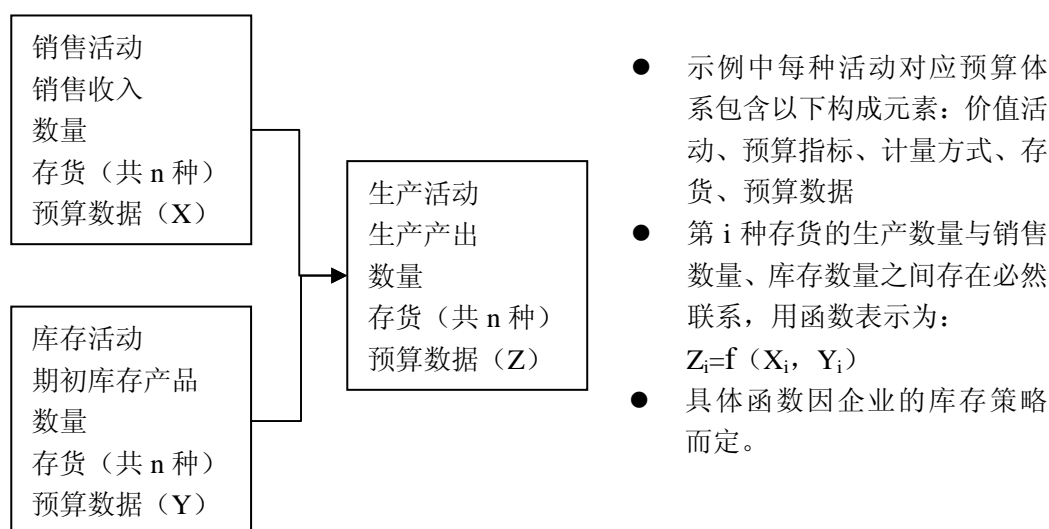 销售活动
销售收入
数量
存货（共 n 种）
预算数据（X）
库存活动
期初库存产品
数量
存货（共 n 种）
预算数据（Y）
生产活动
生产产出
数量
存货（共 n 种）
预算数据（Z）
● 示例中每种活动对应预算体
系包含以下构成元素：价值活
动、预算指标、计量方式、存
货、预算数据
● 第 i 种存货的生产数量与销售
数量、库存数量之间存在必然
联系，用函数表示为：
Zi=f（Xi，Yi）
● 具体函数因企业的库存策略
而定。